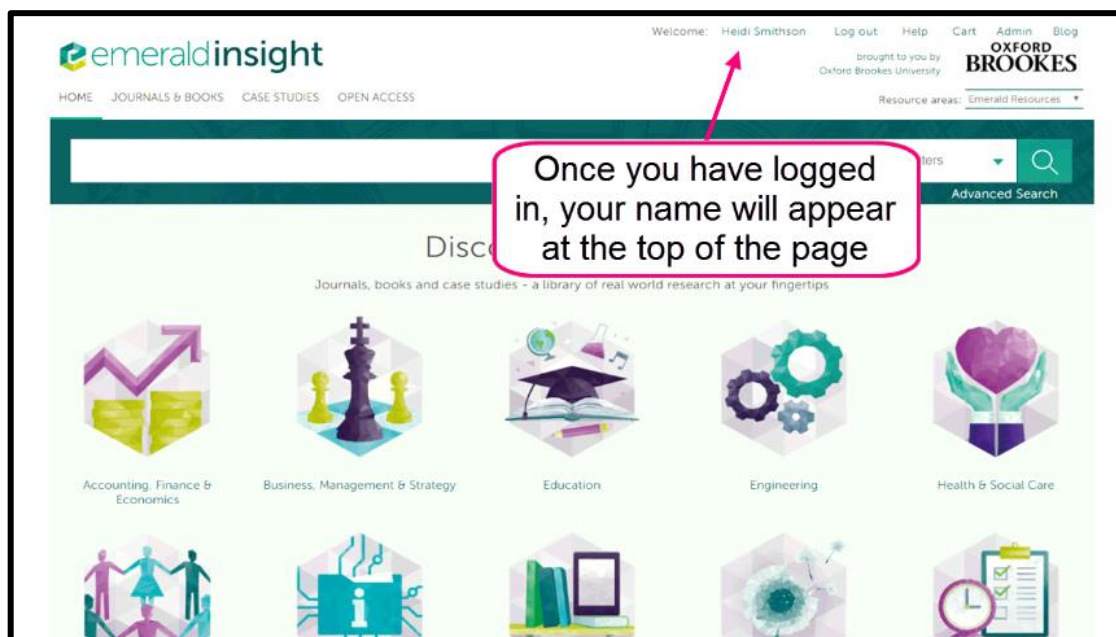 Welcome: Heidi Smithson Log out Help Cart Admin Blog
emeraldinsight
brought to you by
Oxford Brookes University
OXFORD
BROOKES
HOME JOURNALS & BOOKS CASE STUDIES OPEN ACCESS
Resource areas: Emerald Resources
Once you have logged
in, your name will appear
at the top of the page
Advanced Search
Journals, books and case studies - a library of real world research at your fingertips
Accounting, Finance &
Economics
Business, Management & Strategy
Education
Engineering
Health & Social Care